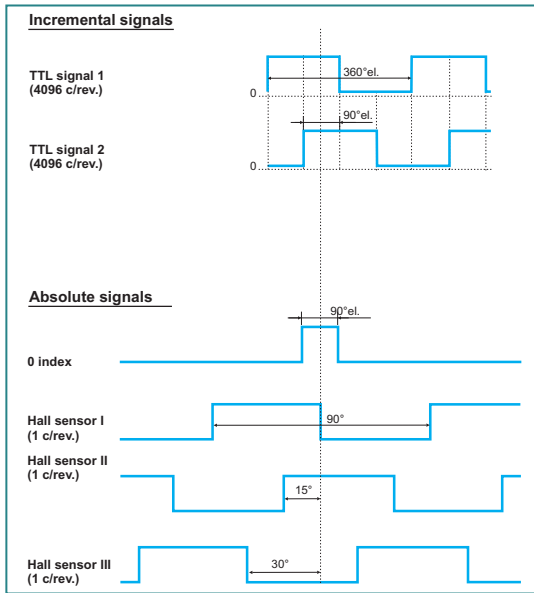 Incremental signals
TTL signal 1
(4096 c/rev.)
360°el.
0
90°el.
TTL signal 2
(4096 c/rev.)
0
Absolute signals
90°el.
0 index
Hall sensor I
(1 c/rev.)
90°
Hall sensor II
(1 c/rev.)
15°
Hall sensor III
(1 c/rev.)
30°